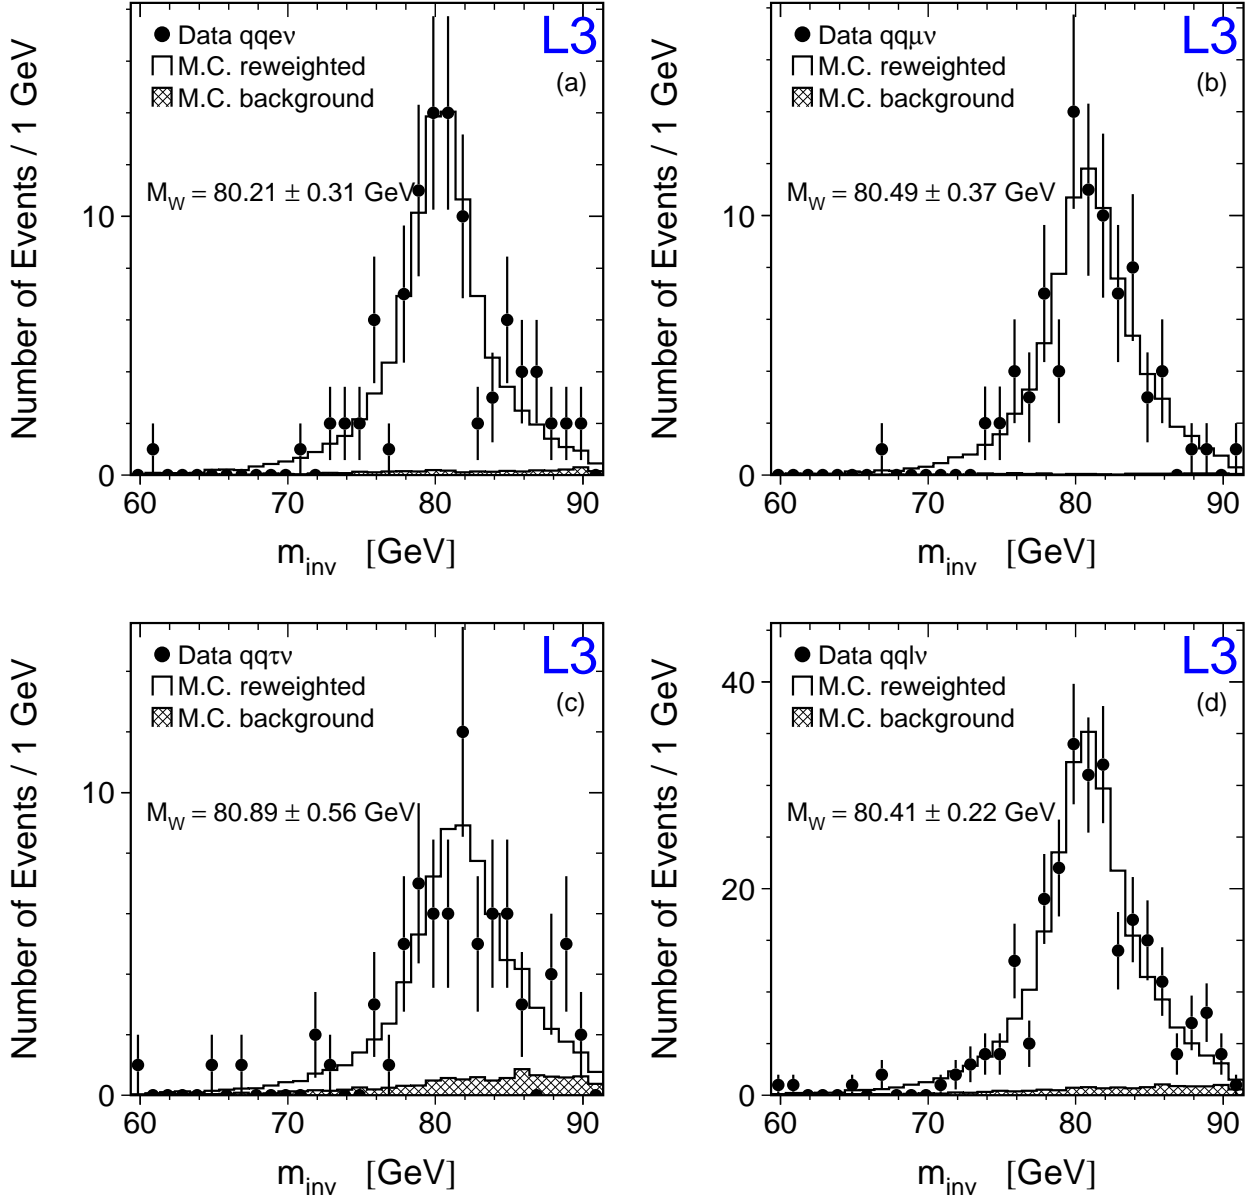 Number of Events / 1 GeV
Data qqeν
M.C. reweighted
M.C. background
L3
(a)
M_W = 80.21 ± 0.31 GeV
10
0
60 70 80 90
m_inv [GeV]
Number of Events / 1 GeV
Data qqμν
M.C. reweighted
M.C. background
L3
(b)
M_W = 80.49 ± 0.37 GeV
10
0
60 70 80 90
m_inv [GeV]
Number of Events / 1 GeV
Data qqτν
M.C. reweighted
M.C. background
L3
(c)
M_W = 80.89 ± 0.56 GeV
10
0
60 70 80 90
m_inv [GeV]
Number of Events / 1 GeV
Data qqlν
M.C. reweighted
M.C. background
L3
(d)
M_W = 80.41 ± 0.22 GeV
40
20
0
60 70 80 90
m_inv [GeV]